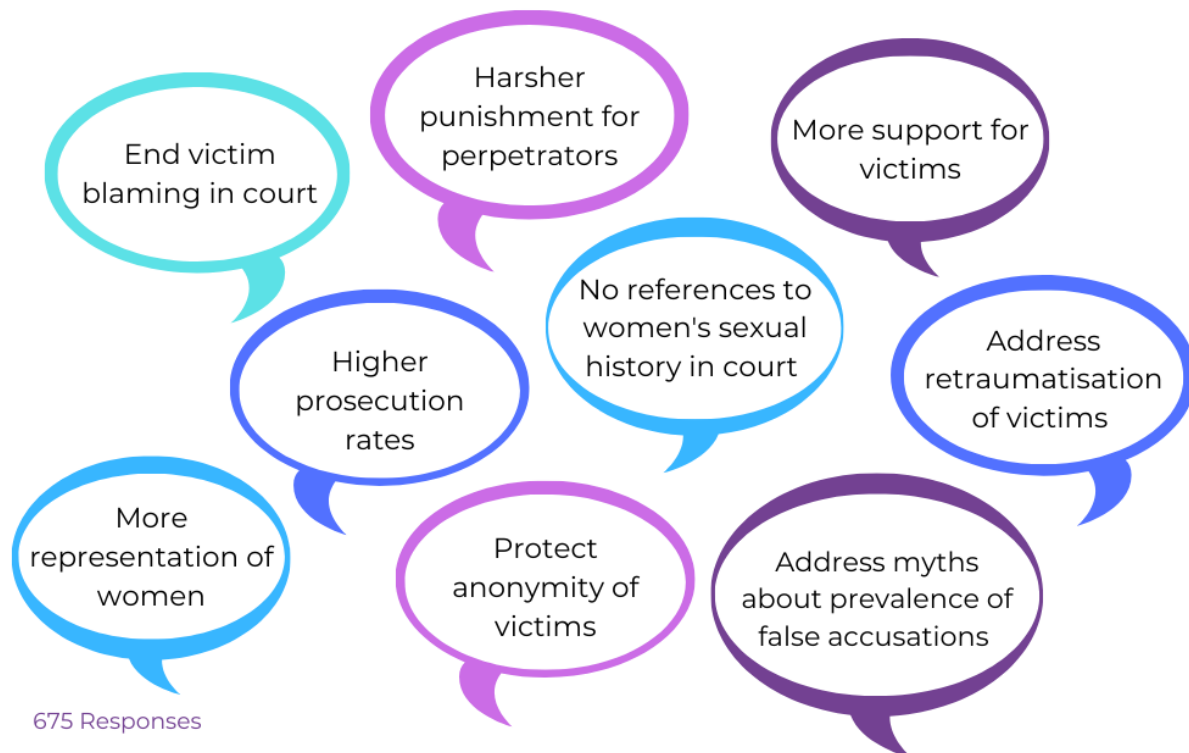 End victim
blaming in court
Harsher
punishment for
perpetrators
More support for
victims
Higher
prosecution
rates
No references to
women's sexual
history in court
Address
retraumatisation
of victims
More
representation of
women
Protect
anonymity of
victims
Address myths
about prevalence of
false accusations
675 Responses